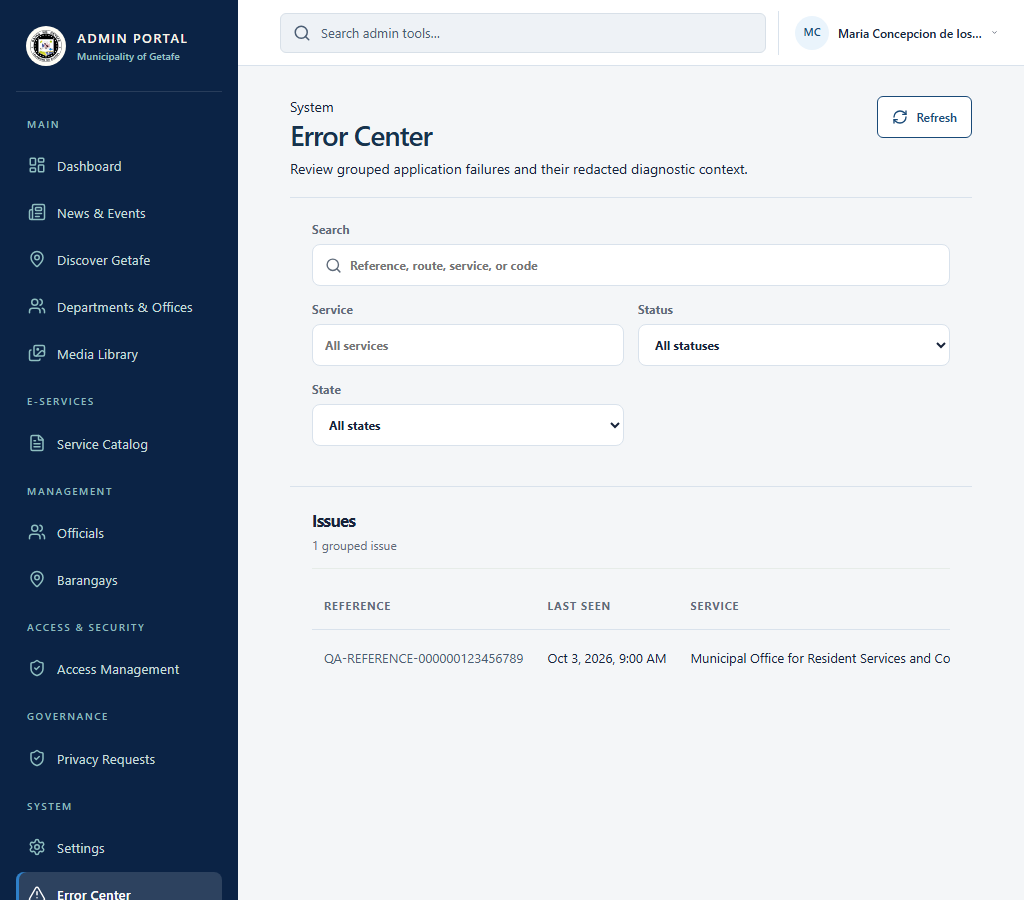 ADMIN PORTAL
Municipality of Getafe
MAIN
Dashboard
News & Events
Discover Getafe
Departments & Offices
Media Library
E-SERVICES
Service Catalog
MANAGEMENT
Officials
Barangays
ACCESS & SECURITY
Access Management
GOVERNANCE
Privacy Requests
SYSTEM
Settings
Error Center
Search admin tools...
MC
Maria Concepcion de los...
System
Error Center
Refresh
Review grouped application failures and their redacted diagnostic context.
Search
Reference, route, service, or code
Service
Status
All services
All statuses
State
All states
Issues
1 grouped issue
REFERENCE LAST SEEN SERVICE
QA-REFERENCE-000000123456789 Oct 3, 2026, 9:00 AM Municipal Office for Resident Services and Co